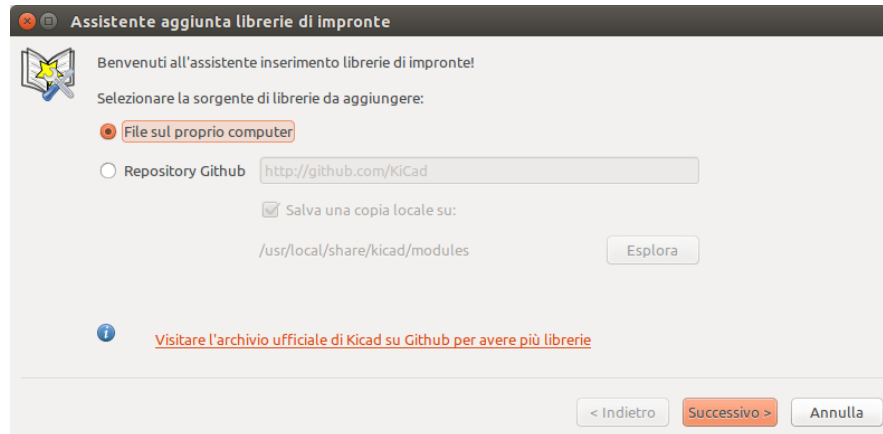 Assistente aggiunta librerie di impronte
Benvenuti all'assistente inserimento librerie di impronte!
Selezionare la sorgente di librerie da aggiungere:
File sul proprio computer
Repository Github http://github.com/KiCad
Salva una copia locale su:
/usr/local/share/kicad/modules Esplora
Visitare l'archivio ufficiale di Kicad su Github per avere più librerie
< Indietro Successivo > Annulla